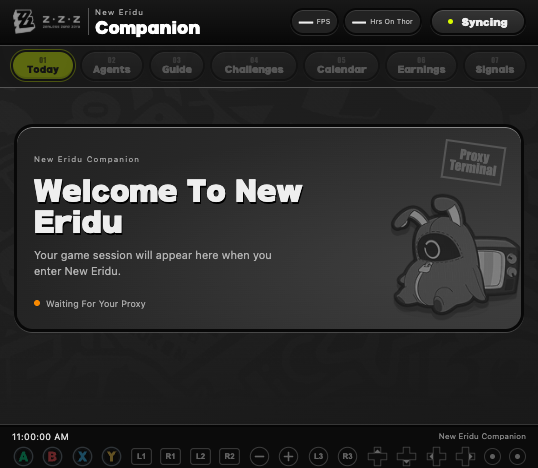 Z·Z·Z
New Eridu
Companion
FPS
Hrs On Thor
Syncing
01
Today
02
Agents
03
Guide
04
Challenges
05
Calendar
06
Earnings
07
Signals
New Eridu Companion
Proxy
Terminal
Welcome To New
Eridu
Your game session will appear here when you
enter New Eridu.
Waiting For Your Proxy
11:00:00 AM
New Eridu Companion
A B X Y L1 R1 L2 R2 L3 R3